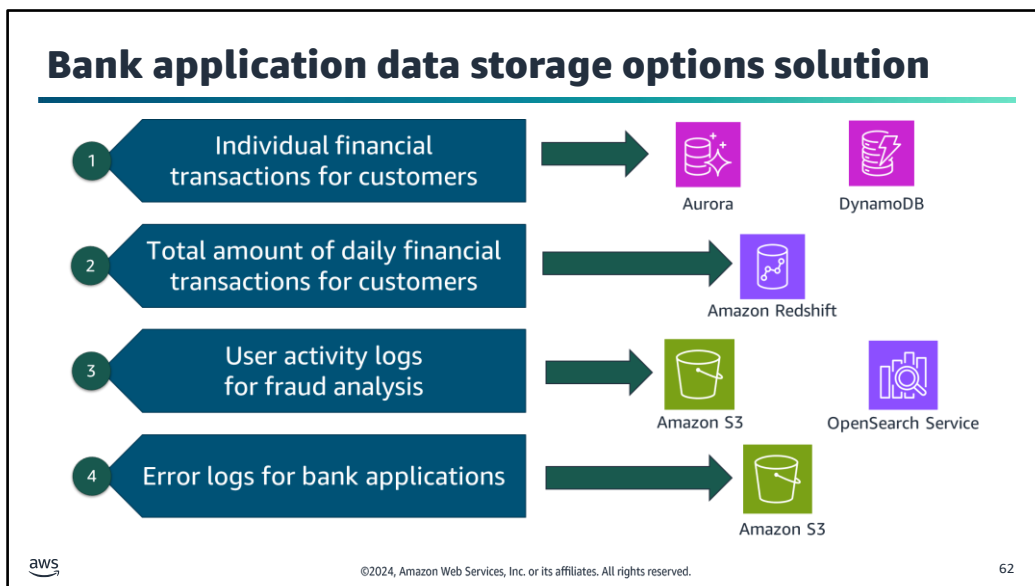 Bank application data storage options solution
1
Individual financial
transactions for customers
Aurora
DynamoDB
2
Total amount of daily financial
transactions for customers
Amazon Redshift
3
User activity logs
for fraud analysis
Amazon S3
OpenSearch Service
4
Error logs for bank applications
Amazon S3
aws
©2024, Amazon Web Services, Inc. or its affiliates. All rights reserved.
62